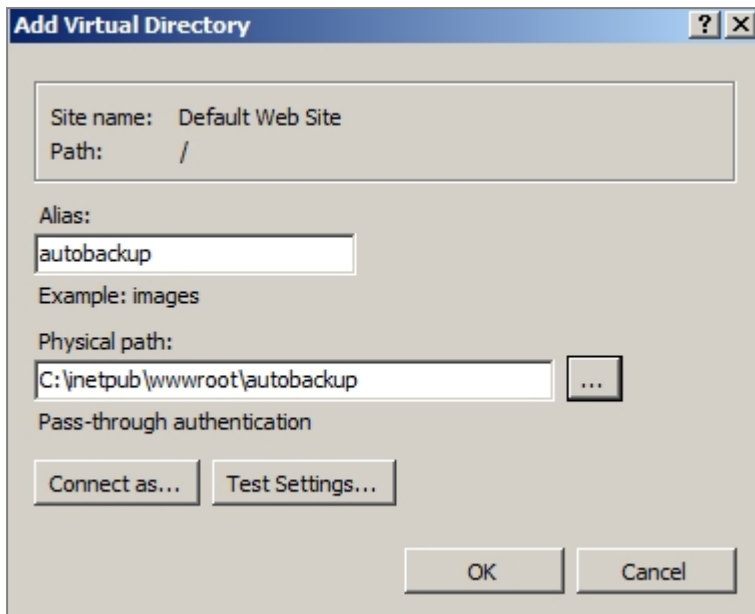 Add Virtual Directory
Site name: Default Web Site
Path: /
Alias:
autobackup
Example: images
Physical path:
C:\inetpub\wwwroot\autobackup
...
Pass-through authentication
Connect as... Test Settings...
OK Cancel